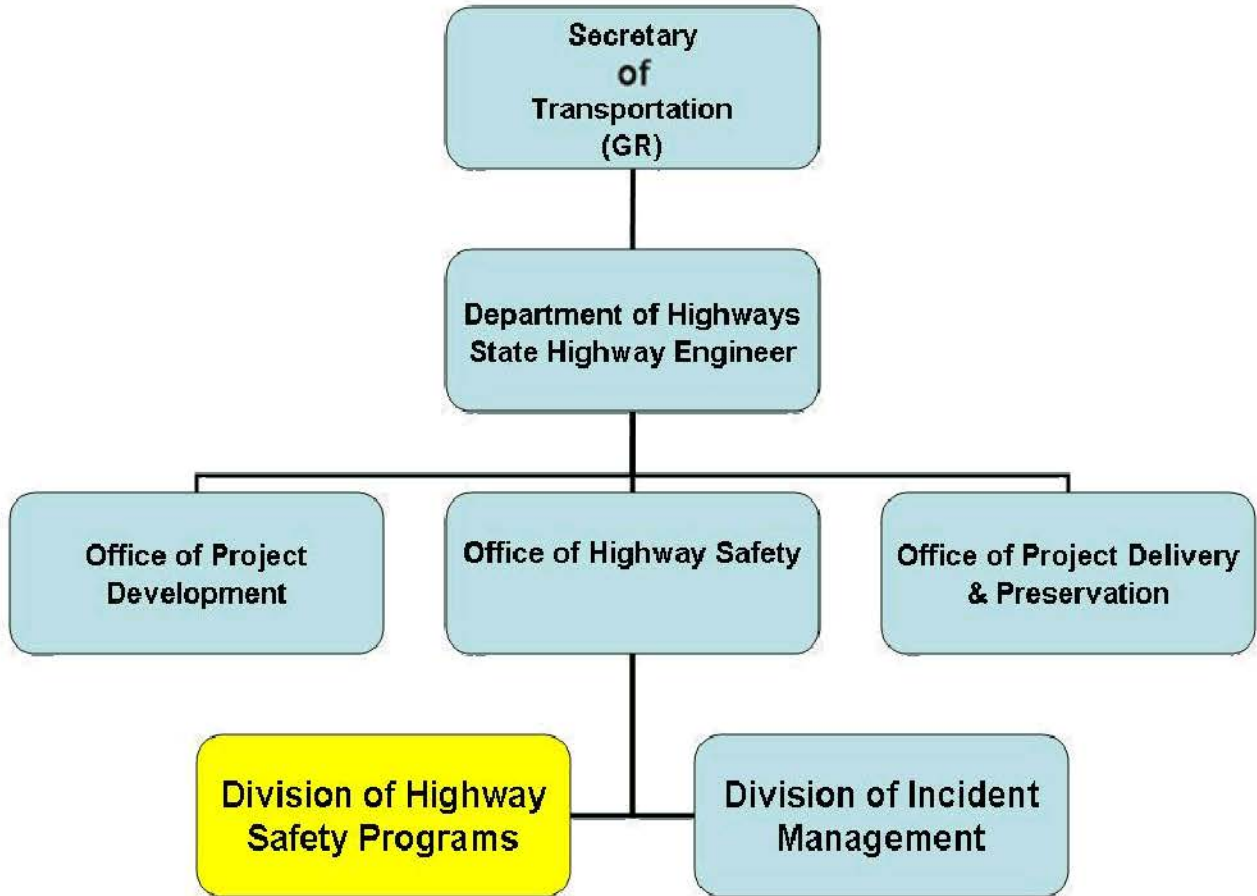 Secretary
of
Transportation
(GR)
Department of Highways
State Highway Engineer
Office of Project
Development
Office of Highway Safety
Office of Project Delivery
& Preservation
Division of Highway
Safety Programs
Division of Incident
Management